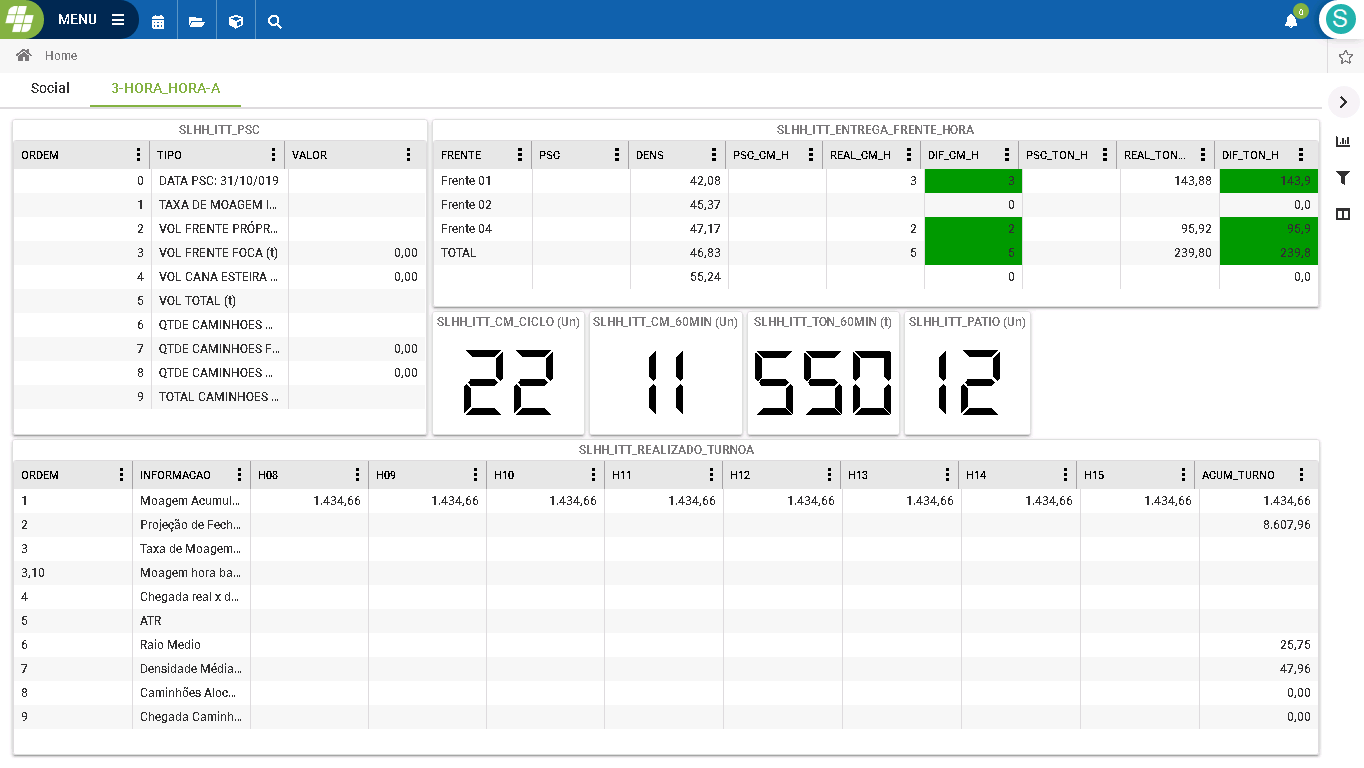 MENU
0
S
Home
Social 3-HORA_HORA-A
SLHH_ITT_PSC
ORDEM TIPO VALOR
0 DATA PSC: 31/10/019
1 TAXA DE MOAGEM I...
2 VOL FRENTE PRÓPR...
3 VOL FRENTE FOCA (t) 0,00
4 VOL CANA ESTEIRA ... 0,00
5 VOL TOTAL (t)
6 QTDE CAMINHOES ...
7 QTDE CAMINHOES F... 0,00
8 QTDE CAMINHOES ... 0,00
9 TOTAL CAMINHOES ...
SLHH_ITT_ENTREGA_FRENTE_HORA
FRENTE PSC DENS PSC_CM_H REAL_CM_H DIF_CM_H PSC_TON_H REAL_TON... DIF_TON_H
Frente 01 42,08 3 3 143,88 143,9
Frente 02 45,37 0 0,0
Frente 04 47,17 2 2 95,92 95,9
TOTAL 46,83 5 5 239,80 239,8
55,24 0 0,0
SLHH_ITT_CM_CICLO (Un) SLHH_ITT_CM_60MIN (Un) SLHH_ITT_TON_60MIN (t) SLHH_ITT_PATIO (Un)
22 11 550 12
SLHH_ITT_REALIZADO_TURNOA
ORDEM INFORMACAO H08 H09 H10 H11 H12 H13 H14 H15 ACUM_TURNO
1 Moagem Acumul... 1.434,66 1.434,66 1.434,66 1.434,66 1.434,66 1.434,66 1.434,66 1.434,66 1.434,66
2 Projeção de Fech... 8.607,96
3 Taxa de Moagem...
3,10 Moagem hora ba...
4 Chegada real x d...
5 ATR
6 Raio Medio 25,75
7 Densidade Média... 47,96
8 Caminhões Aloc... 0,00
9 Chegada Caminh... 0,00